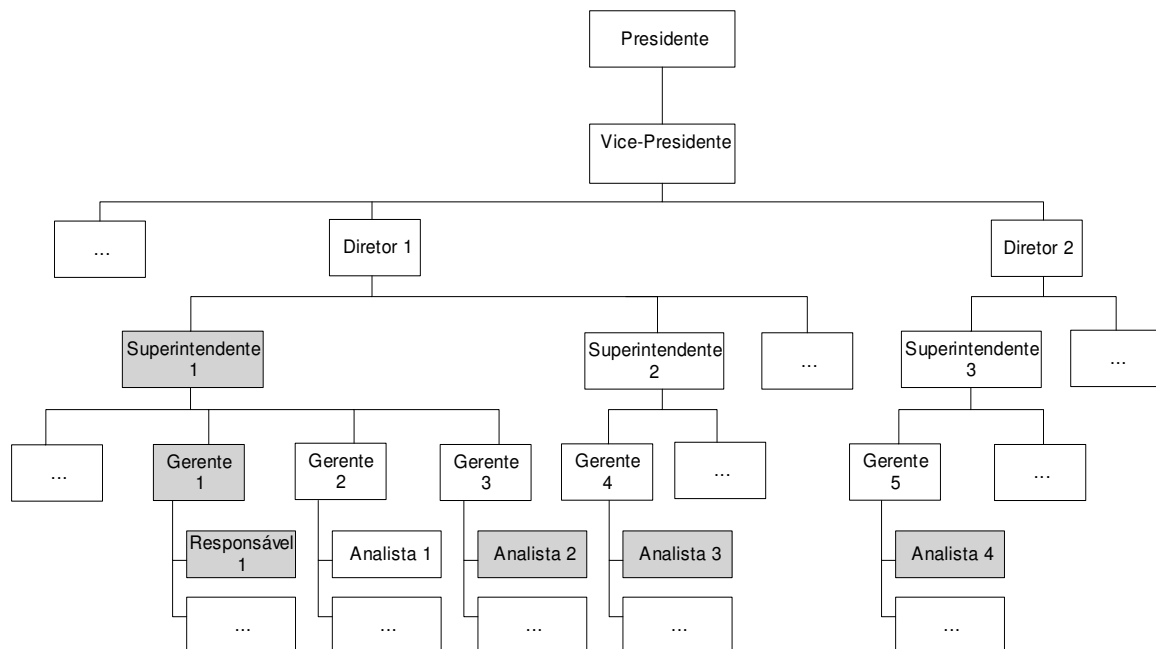 Presidente
Vice-Presidente
...
Diretor 1
Diretor 2
Superintendente
1
Superintendente
2
...
Superintendente
3
...
...
Gerente
1
Gerente
2
Gerente
3
Gerente
4
...
Gerente
5
...
Responsável
1
Analista 1
Analista 2
Analista 3
Analista 4
...
...
...
...
...